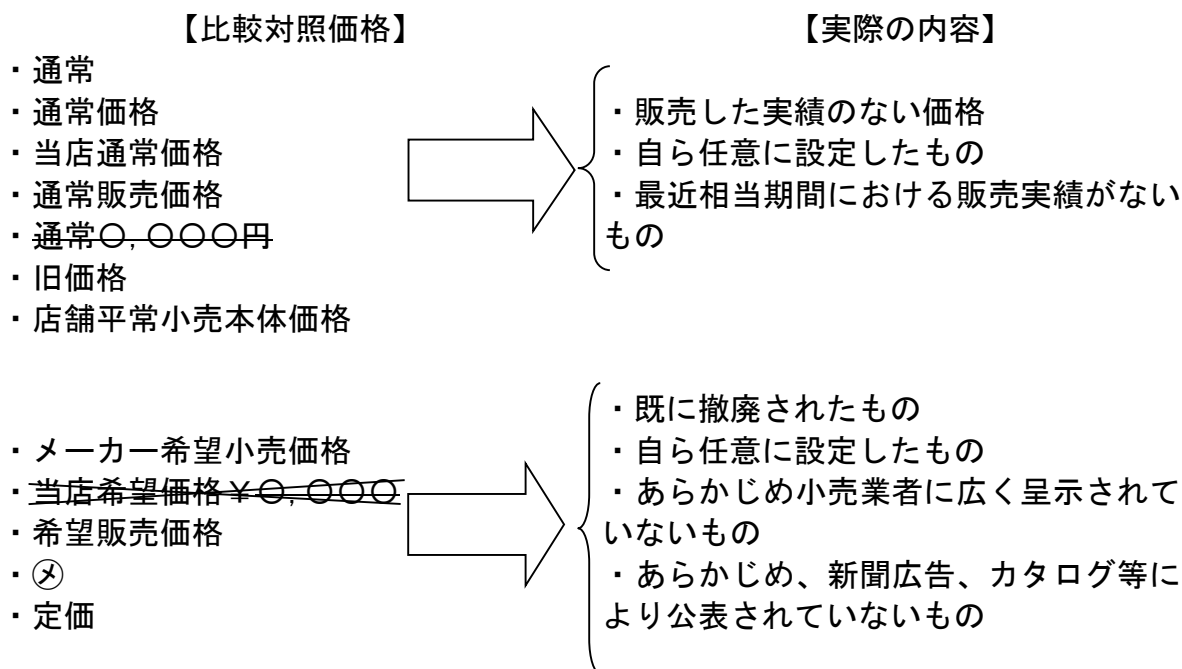 【比較対照価格】
・通常
・通常価格
・当店通常価格
・通常販売価格
・通常〇,〇〇〇円
・旧価格
・店舗平常小売本体価格
【実際の内容】
・販売した実績のない価格
・自ら任意に設定したもの
・最近相当期間における販売実績がない
もの
・メーカー希望小売価格
・当店希望価格￥〇,〇〇〇
・希望販売価格
・㋱
・定価
・既に撤廃されたもの
・自ら任意に設定したもの
・あらかじめ小売業者に広く呈示されて
いないもの
・あらかじめ、新聞広告、カタログ等に
より公表されていないもの